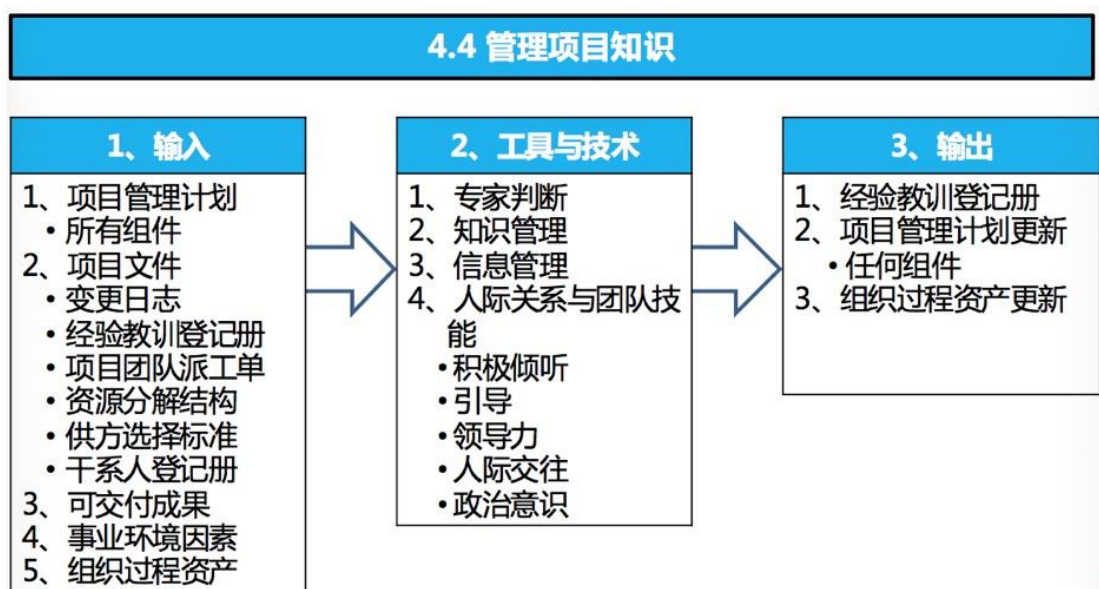 4.4 管理项目知识
1、输入
1、项目管理计划
•所有组件
2、项目文件
•变更日志
•经验教训登记册
•项目团队派工单
•资源分解结构
•供方选择标准
•干系人登记册
3、可交付成果
4、事业环境因素
5、组织过程资产
2、工具与技术
1、专家判断
2、知识管理
3、信息管理
4、人际关系与团队技
能
•积极倾听
•引导
•领导力
•人际交往
•政治意识
3、输出
1、经验教训登记册
2、项目管理计划更新
•任何组件
3、组织过程资产更新